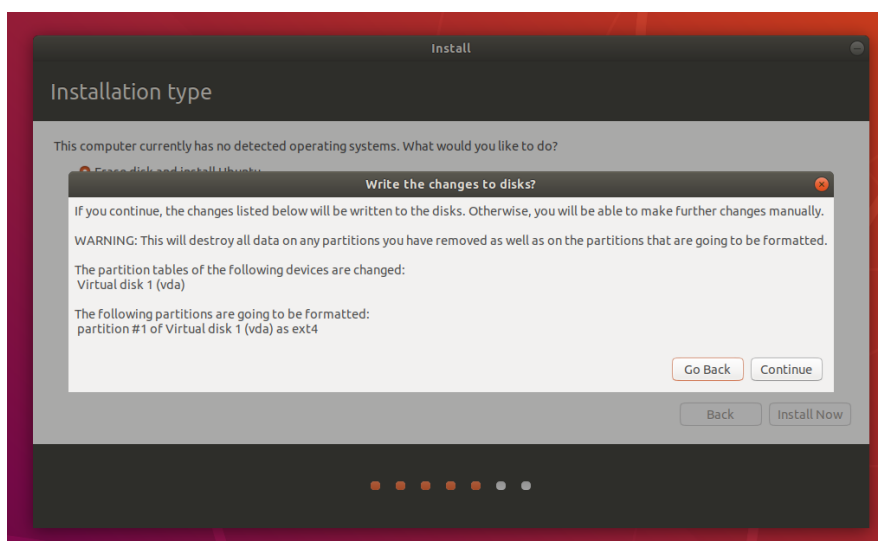 Install
Installation type
This computer currently has no detected operating systems. What would you like to do?
Erase disk and install Ubuntu
Write the changes to disks?
If you continue, the changes listed below will be written to the disks. Otherwise, you will be able to make further changes manually.
WARNING: This will destroy all data on any partitions you have removed as well as on the partitions that are going to be formatted.
The partition tables of the following devices are changed:
Virtual disk 1 (vda)
The following partitions are going to be formatted:
partition #1 of Virtual disk 1 (vda) as ext4
Go Back
Continue
Back
Install Now